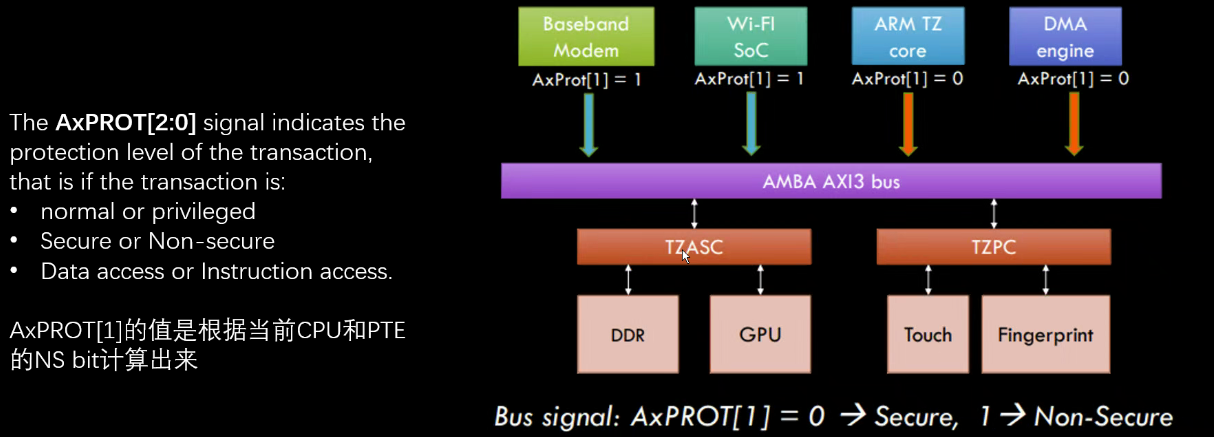 The AxPROT[2:0] signal indicates the
protection level of the transaction,
that is if the transaction is:
• normal or privileged
• Secure or Non-secure
• Data access or Instruction access.
AxPROT[1]的值是根据当前CPU和PTE
的NS bit计算出来
Baseband
Modem
Wi-FI
SoC
ARM TZ
core
DMA
engine
AxProt[1] = 1
AxProt[1] = 1
AxProt[1] = 0
AxProt[1] = 0
AMBA AXI3 bus
TZASC
TZPC
DDR
GPU
Touch
Fingerprint
Bus signal: AxPROT[1] = 0 → Secure, 1→ Non-Secure